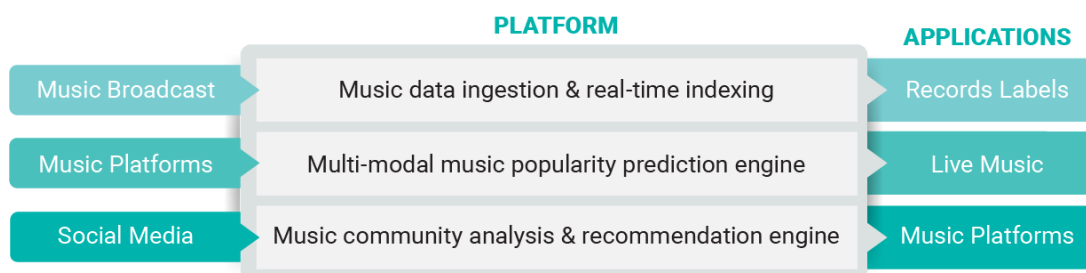 PLATFORM
APPLICATIONS
Music Broadcast
Music data ingestion & real-time indexing
Records Labels
Music Platforms
Multi-modal music popularity prediction engine
Live Music
Social Media
Music community analysis & recommendation engine
Music Platforms